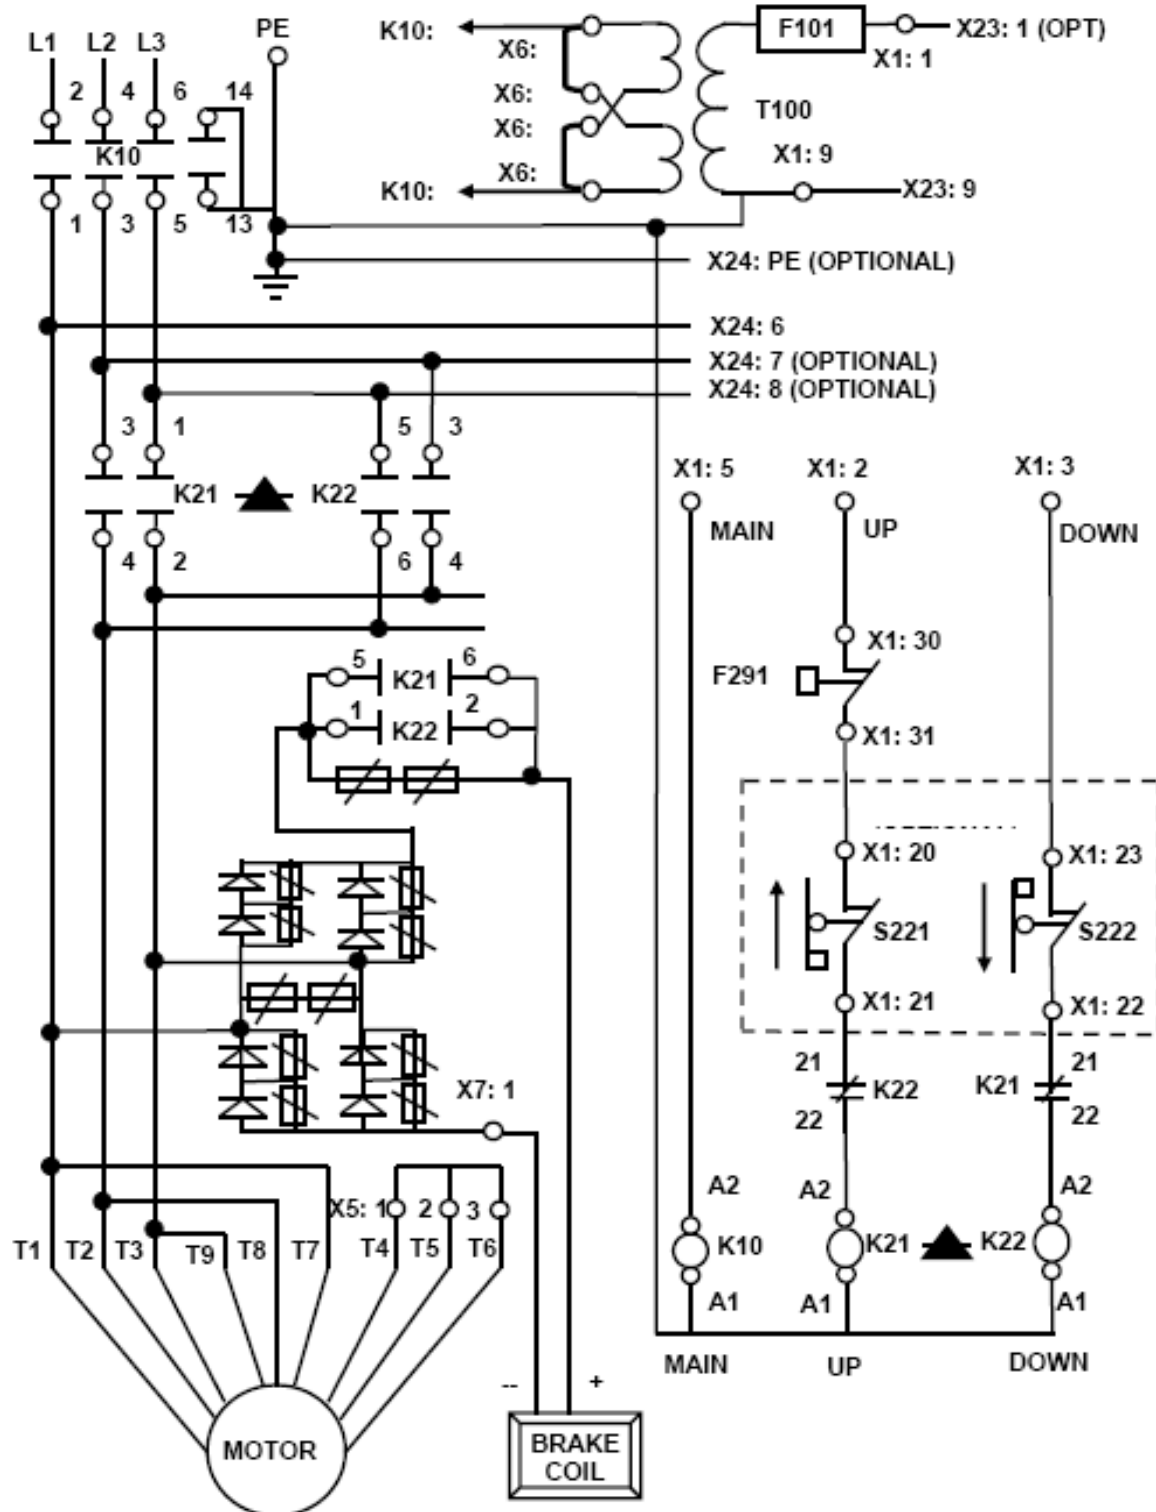 L1 L2 L3 PE
K10: X6: F101 X23: 1 (OPT)
X1: 1
2 4 6 14
X6:
X6:
T100
K10
X1: 9
K10: X6: X23: 9
1 3 5 13
X24: PE (OPTIONAL)
X24: 6
X24: 7 (OPTIONAL)
X24: 8 (OPTIONAL)
3 1 5 3
K21 K22
4 2 6 4
X1: 5 X1: 2 X1: 3
MAIN UP DOWN
X1: 30
F291
X1: 31
5 K21 6
1 K22 2
X1: 20 X1: 23
S221 S222
X1: 21 X1: 22
21 K22 22
K21 21 22
X7: 1
A2 A2 A2
K10 K21 K22
A1 A1 A1
MAIN UP DOWN
X5: 1 2 3
T1 T2 T3 T9 T8 T7 T4 T5 T6
-- +
MOTOR
BRAKE
COIL